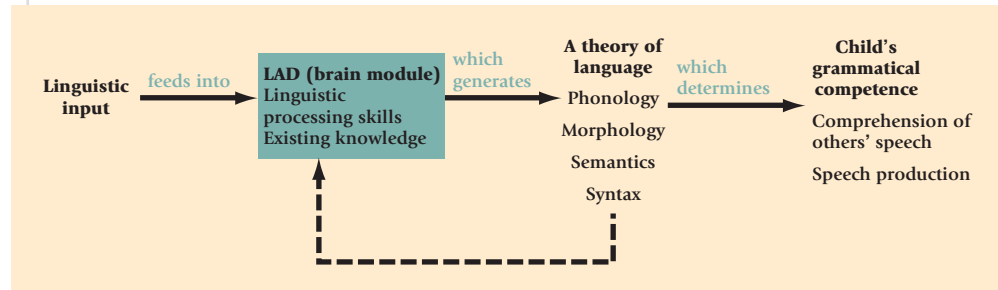 Linguistic
input
feeds into
LAD (brain module)
Linguistic
processing skills
Existing knowledge
which
generates
A theory of
language
Phonology
Morphology
Semantics
Syntax
which
determines
Child's
grammatical
competence
Comprehension of
others' speech
Speech production